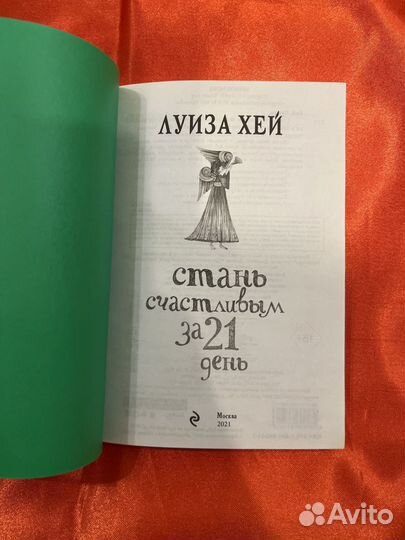 ЛУИЗА ХЕЙ
стань
счастливым
за 21
день
Москва
2021
Avito